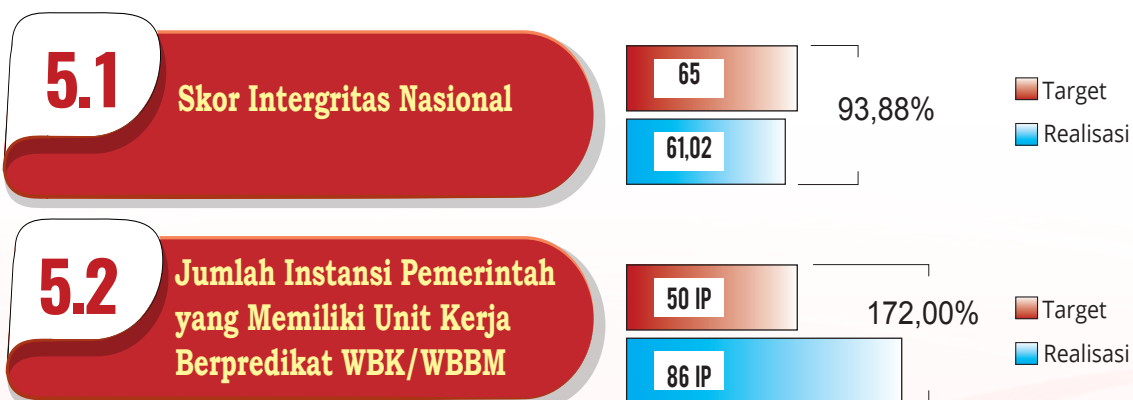 5.1
Skor Intergritas Nasional
65
61,02
93,88%
Target
Realisasi
5.2
Jumlah Instansi Pemerintah
yang Memiliki Unit Kerja
Berpredikat WBK/WBBM
50 IP
86 IP
172,00%
Target
Realisasi